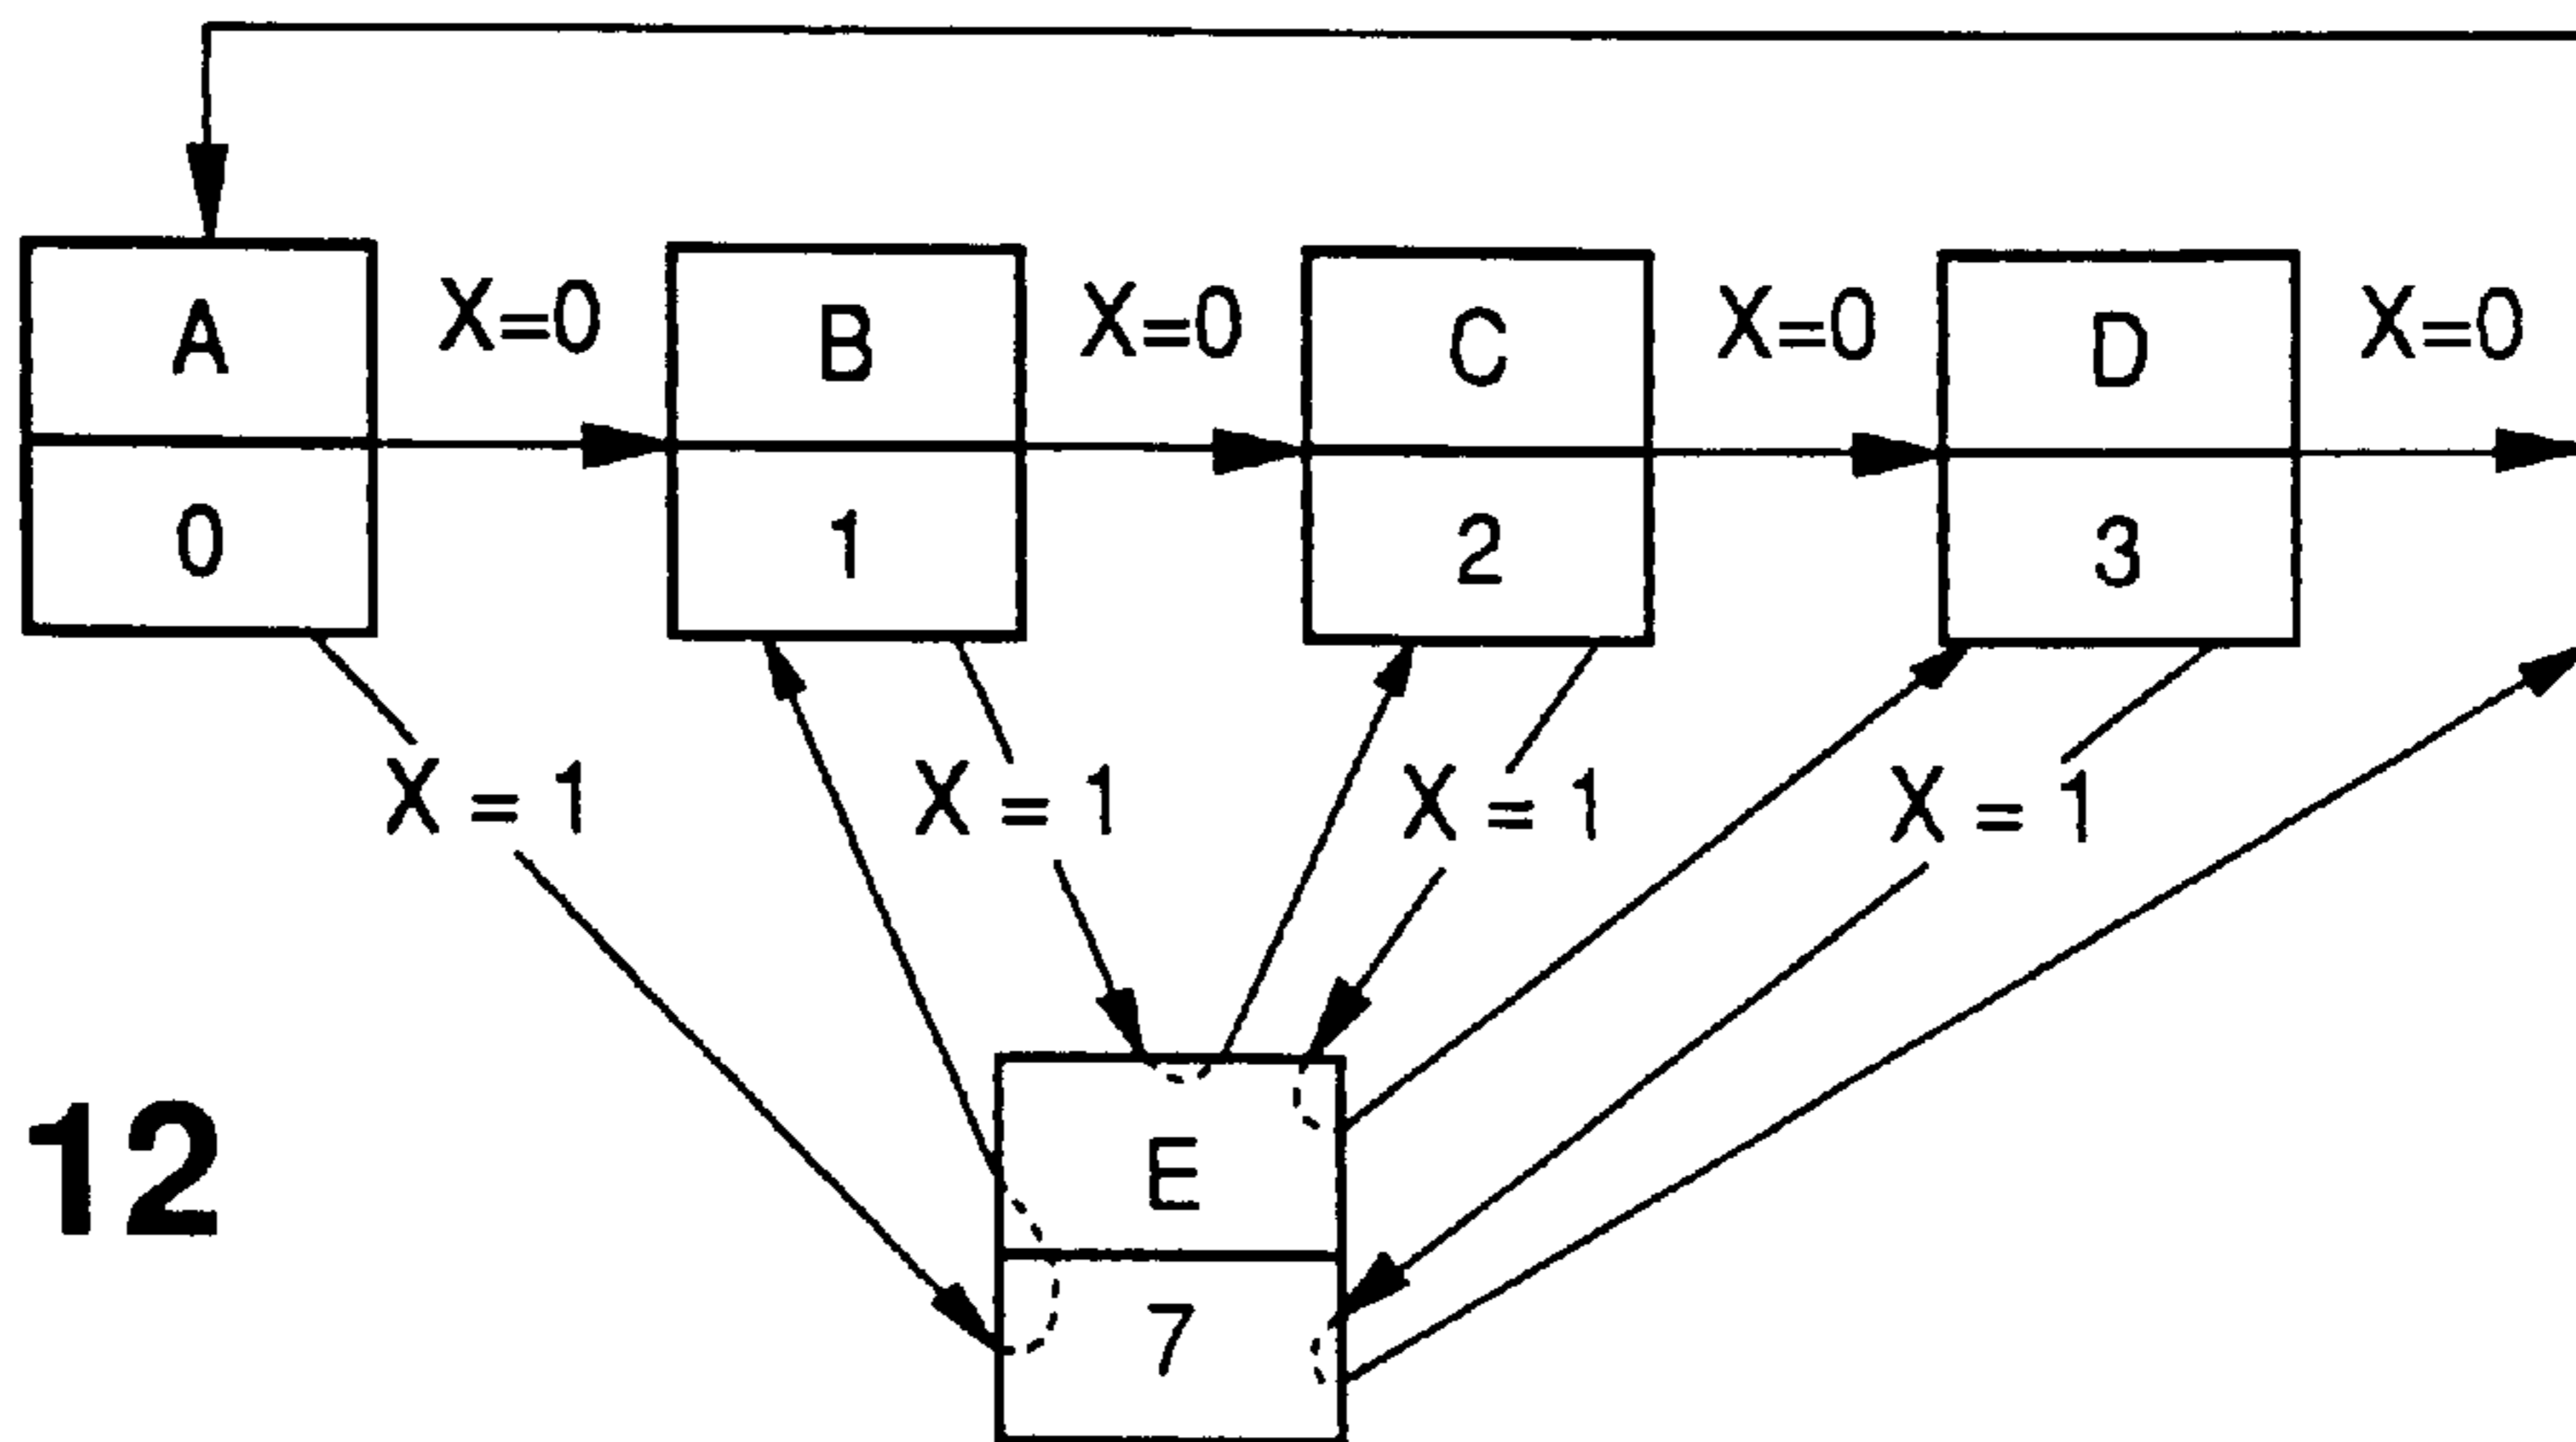 A X=0 B X=0 C X=0 D X=0
0 1 2 3
X = 1 X = 1 X = 1 X = 1
12
E
7